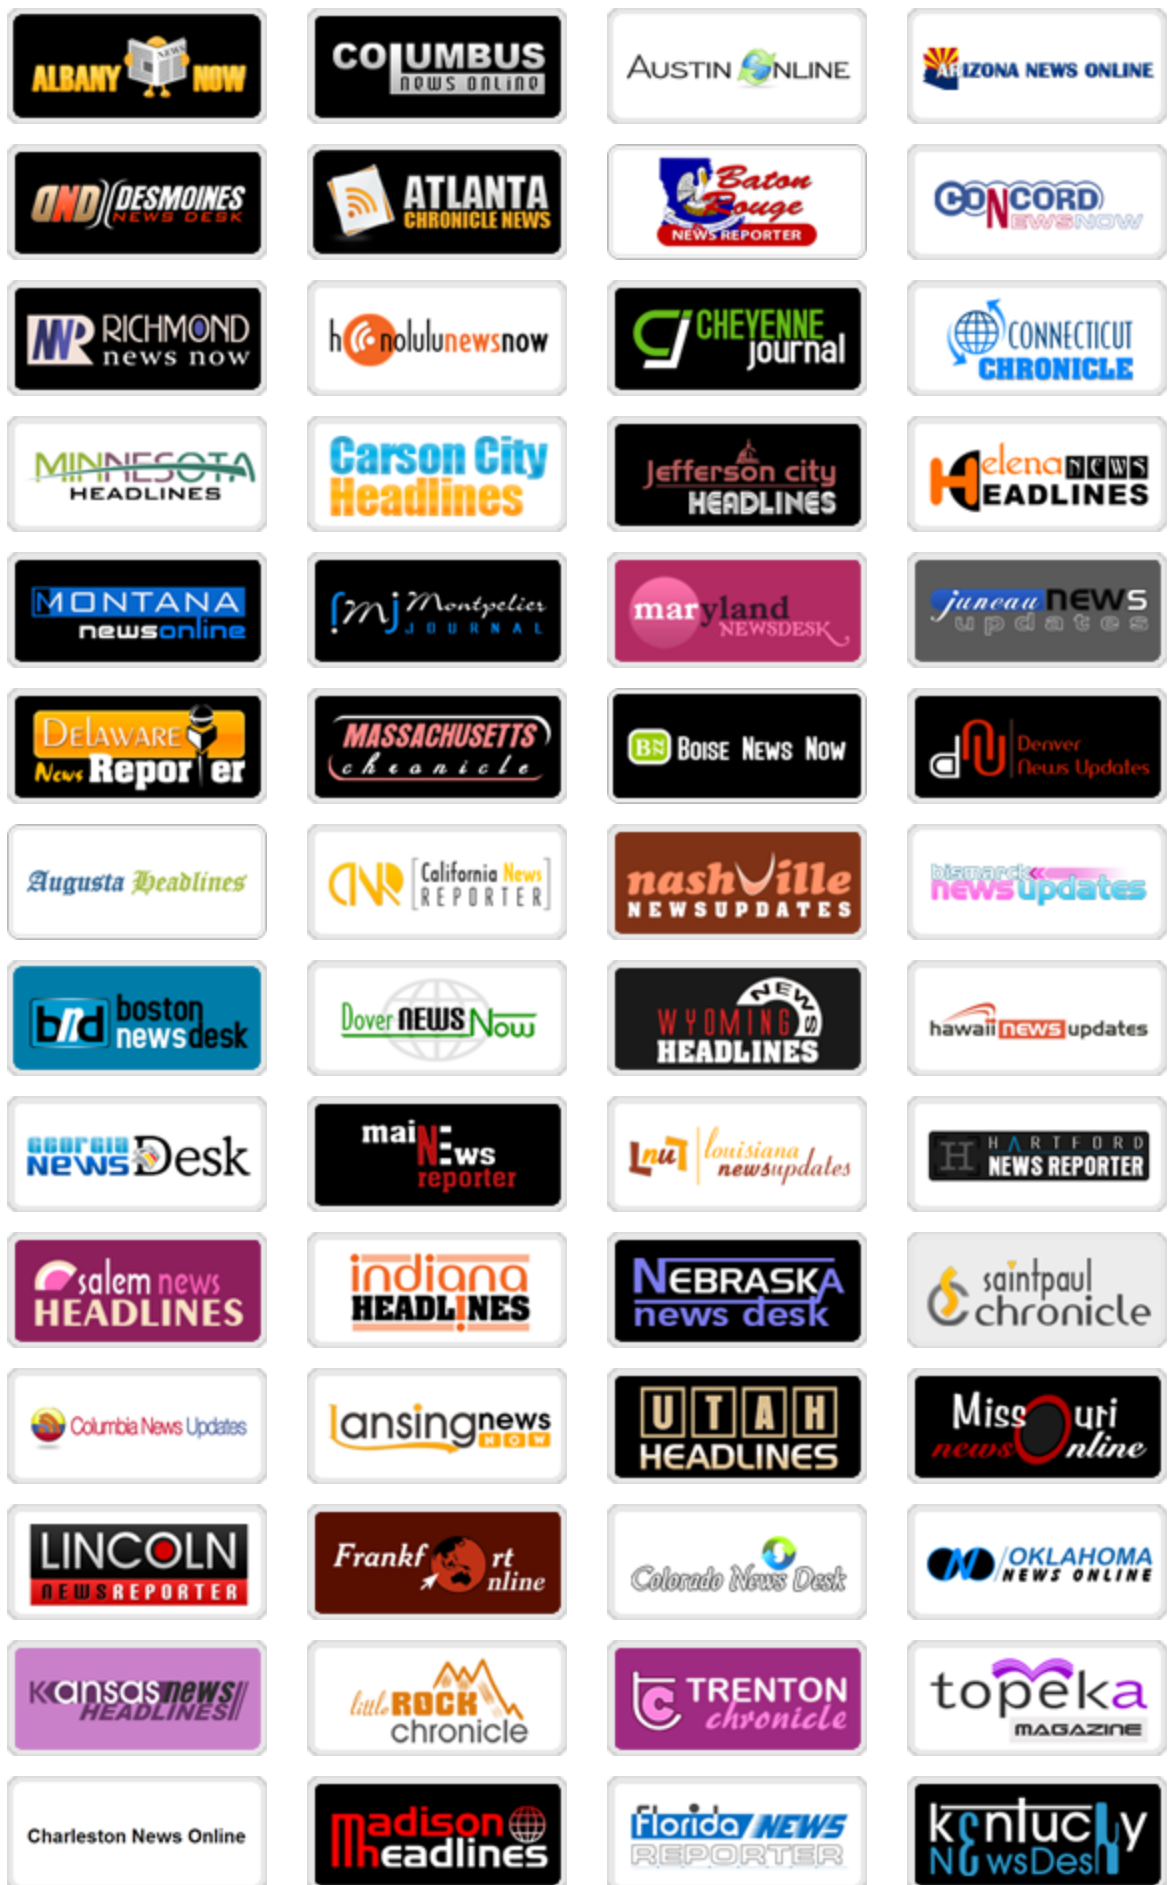 ALBANY NEWS NOW
COLUMBUS
news online
AUSTIN ONLINE
ARIZONA NEWS ONLINE
DND DESMOINES
NEWS DESK
ATLANTA
CHRONICLE NEWS
Baton
Rouge
NEWS REPORTER
CONCORD
NEWSNOW
NNR RICHMOND
news now
honolulunewsnow
CJ CHEYENNE
journal
CONNECTICUT
CHRONICLE
MINNESOTA
HEADLINES
Carson City
Headlines
Jefferson city
HEADLINES
Helena NEWS
HEADLINES
MONTANA
newsonline
mj Montpelier
JOURNAL
maryland
NEWSDESK
juneau NEWS
updates
DELAWARE
News Reporter
MASSACHUSETTS
chronicle
BNN BOISE NEWS NOW
dNU Denver
News Updates
Augusta Headlines
CNR California News
REPORTER
nashville
NEWSUPDATES
bismarck
newsupdates
bnd boston
newsdesk
Dover NEWS Now
NEWS
WYOMING
HEADLINES
hawaii news updates
GEORGIA
NEWS Desk
maiNE
News
reporter
LnuT louisiana
newsupdates
H HARTFORD
NEWS REPORTER
salem news
HEADLINES
indiana
HEADLINES
NEBRASKA
news desk
saintpaul
chronicle
Columbia News Updates
lansingnews
NOW
UTAH
HEADLINES
Missouri
news Online
LINCOLN
NEWSREPORTER
Frankfort
Online
Colorado News Desk
ON OKLAHOMA
NEWS ONLINE
kansasnews
HEADLINES
little ROCK
chronicle
tc TRENTON
chronicle
topeka
MAGAZINE
Charleston News Online
madison
headlines
Florida NEWS
REPORTER
kentucky
NEwsDesk